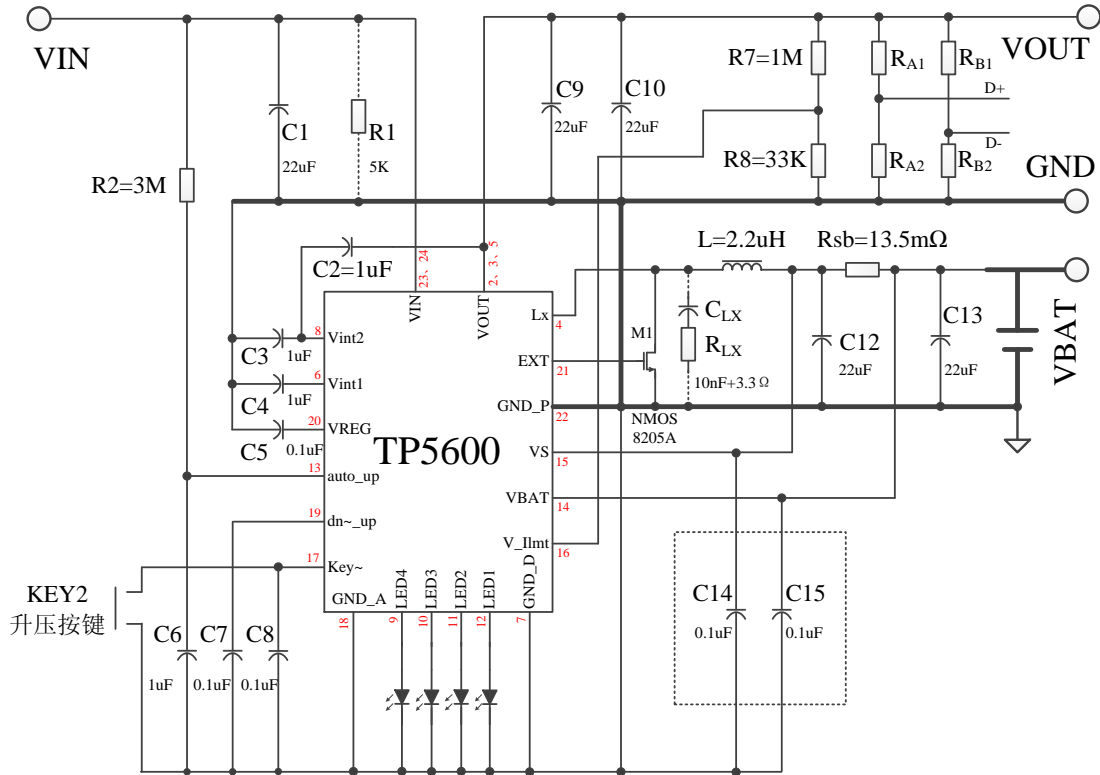 VIN
VOUT
GND
VBAT
R2=3M
C1
22uF
R1
5K
C9
22uF
C10
22uF
R7=1M
R8=33K
RA1
RB1
D+
D-
RA2
RB2
C2=1uF
23、24
2、3、5
L=2.2uH
Rsb=13.5mΩ
VIN
VOUT
Lx
4
C3
1uF
8
Vint2
C4
1uF
6
Vint1
C5
0.1uF
20
VREG
TP5600
13
auto_up
19
dn~_up
17
Key~
EXT
21
GND_P
22
VS
15
VBAT
14
V_Ilmt
16
M1
NMOS
8205A
CLX
RLX
10nF+3.3Ω
C12
22uF
C13
22uF
GND_A
18
LED4
9
LED3
10
LED2
11
LED1
12
GND_D
7
KEY2
升压按键
C6
1uF
C7
0.1uF
C8
0.1uF
C14
0.1uF
C15
0.1uF